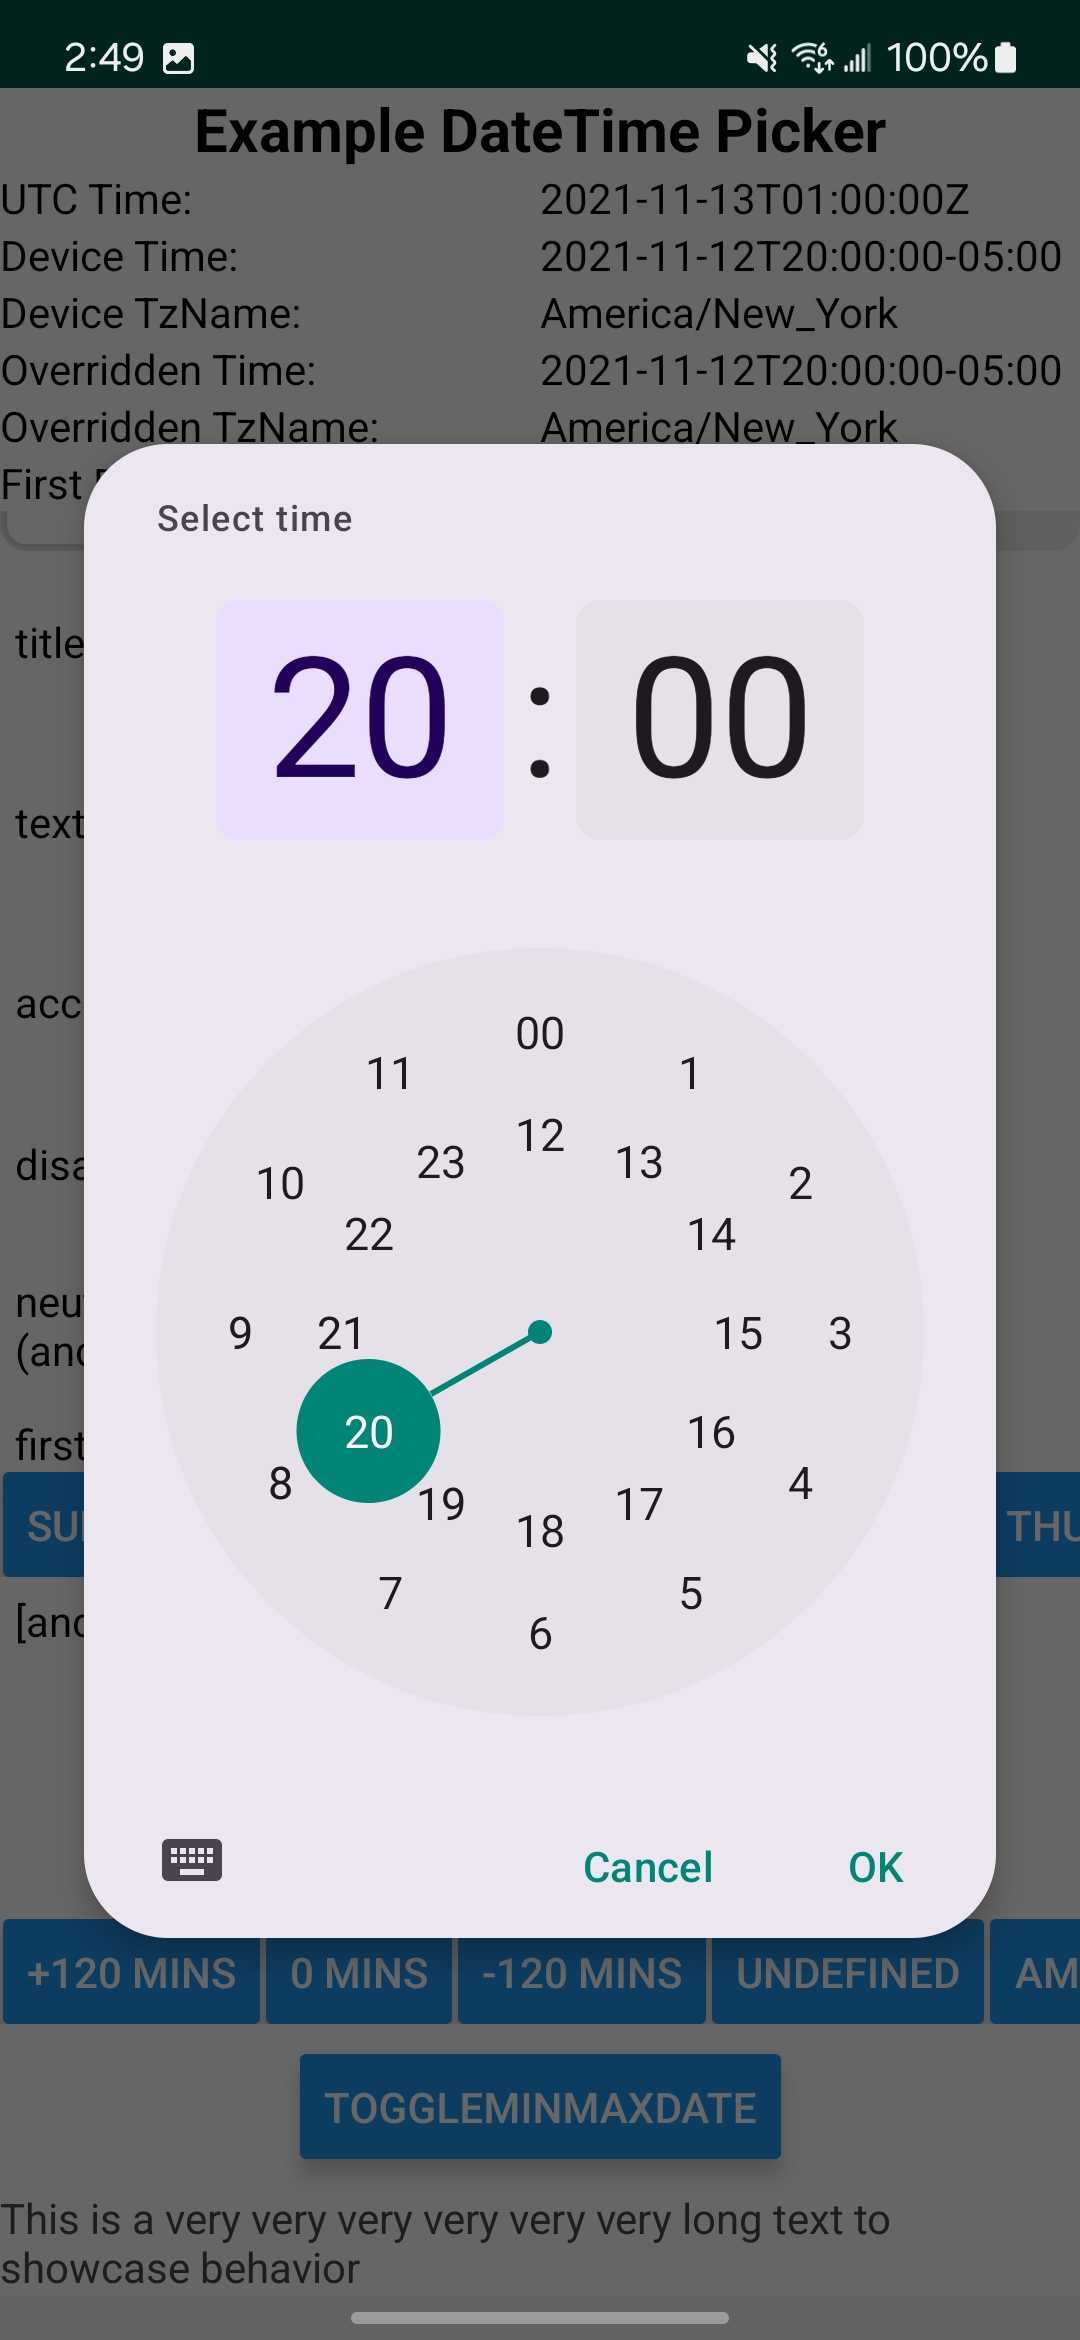 2:49 6 100%
Example DateTime Picker
UTC Time: 2021-11-13T01:00:00Z
Device Time: 2021-11-12T20:00:00-05:00
Device TzName: America/New_York
Overridden Time: 2021-11-12T20:00:00-05:00
Overridden TzName: America/New_York
First
Select time
title
20 : 00
text
acc
00
11 1
12
23 13
disa
10 2
22 14
neu
9 21 15 3
(and
20 16
first
8 4
19 17
SU THU
18
7 5
[and
6
Cancel OK
+120 MINS 0 MINS -120 MINS UNDEFINED AM
TOGGLEMINMAXDATE
This is a very very very very very very long text to
showcase behavior